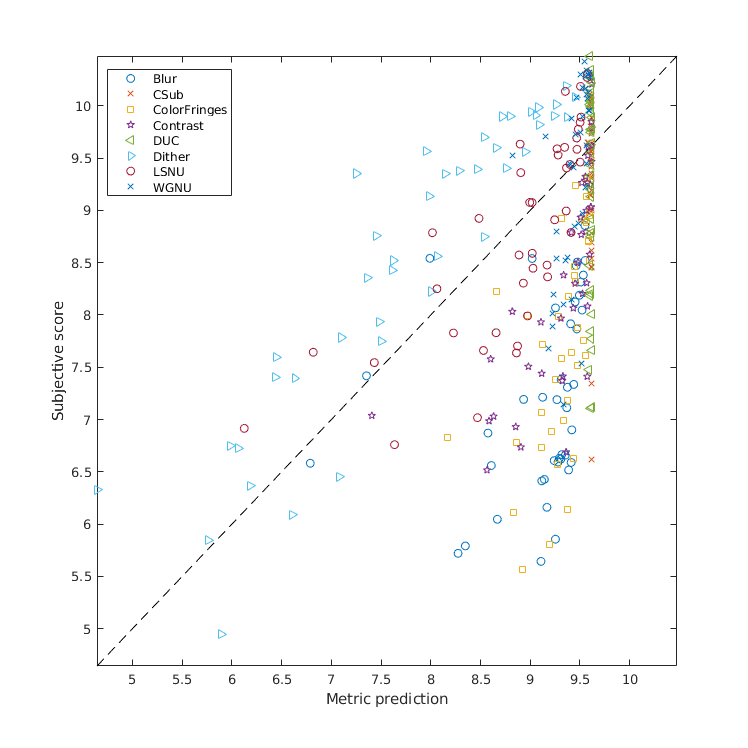 Blur
CSub
ColorFringes
Contrast
DUC
Dither
LSNU
WGNU
10
9.5
9
8.5
8
7.5
7
6.5
6
5.5
5
Subjective score
5 5.5 6 6.5 7 7.5 8 8.5 9 9.5 10
Metric prediction